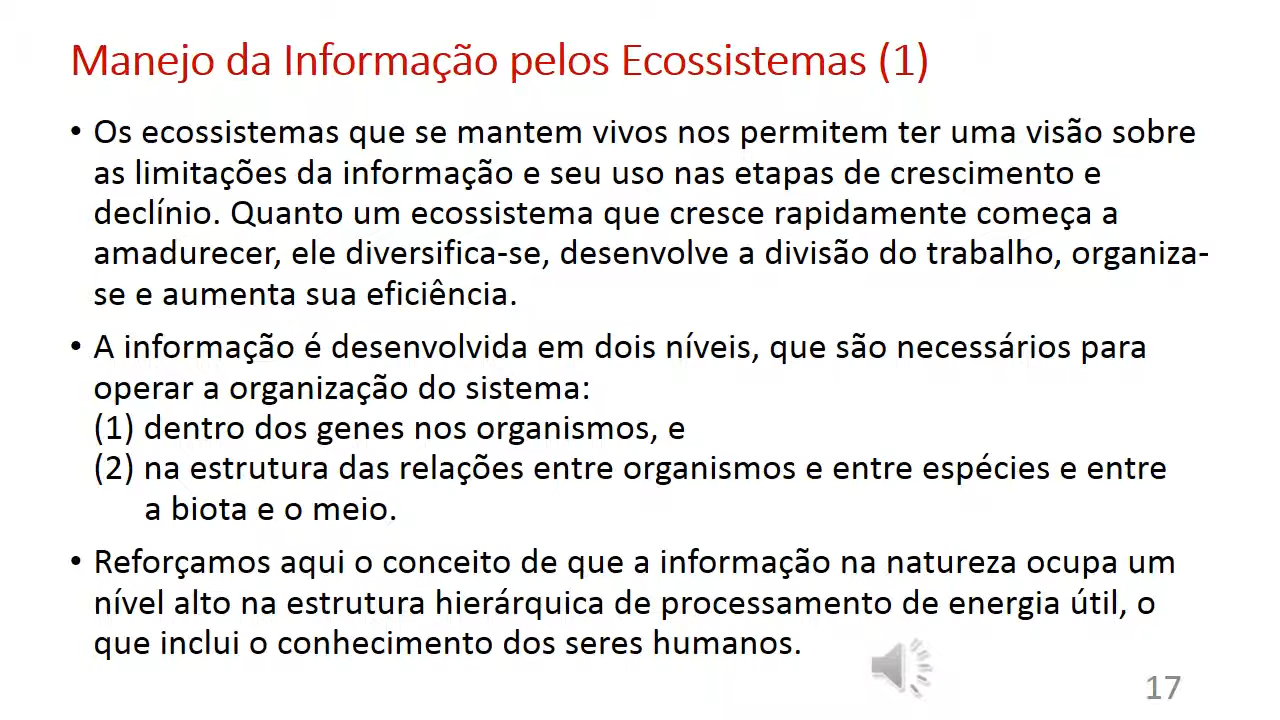 Manejo da Informação pelos Ecossistemas (1)
• Os ecossistemas que se mantem vivos nos permitem ter uma visão sobre
as limitações da informação e seu uso nas etapas de crescimento e
declínio. Quanto um ecossistema que cresce rapidamente começa a
amadurecer, ele diversifica-se, desenvolve a divisão do trabalho, organiza-
se e aumenta sua eficiência.
• A informação é desenvolvida em dois níveis, que são necessários para
operar a organização do sistema:
(1) dentro dos genes nos organismos, e
(2) na estrutura das relações entre organismos e entre espécies e entre
a biota e o meio.
• Reforçamos aqui o conceito de que a informação na natureza ocupa um
nível alto na estrutura hierárquica de processamento de energia útil, o
que inclui o conhecimento dos seres humanos.
17